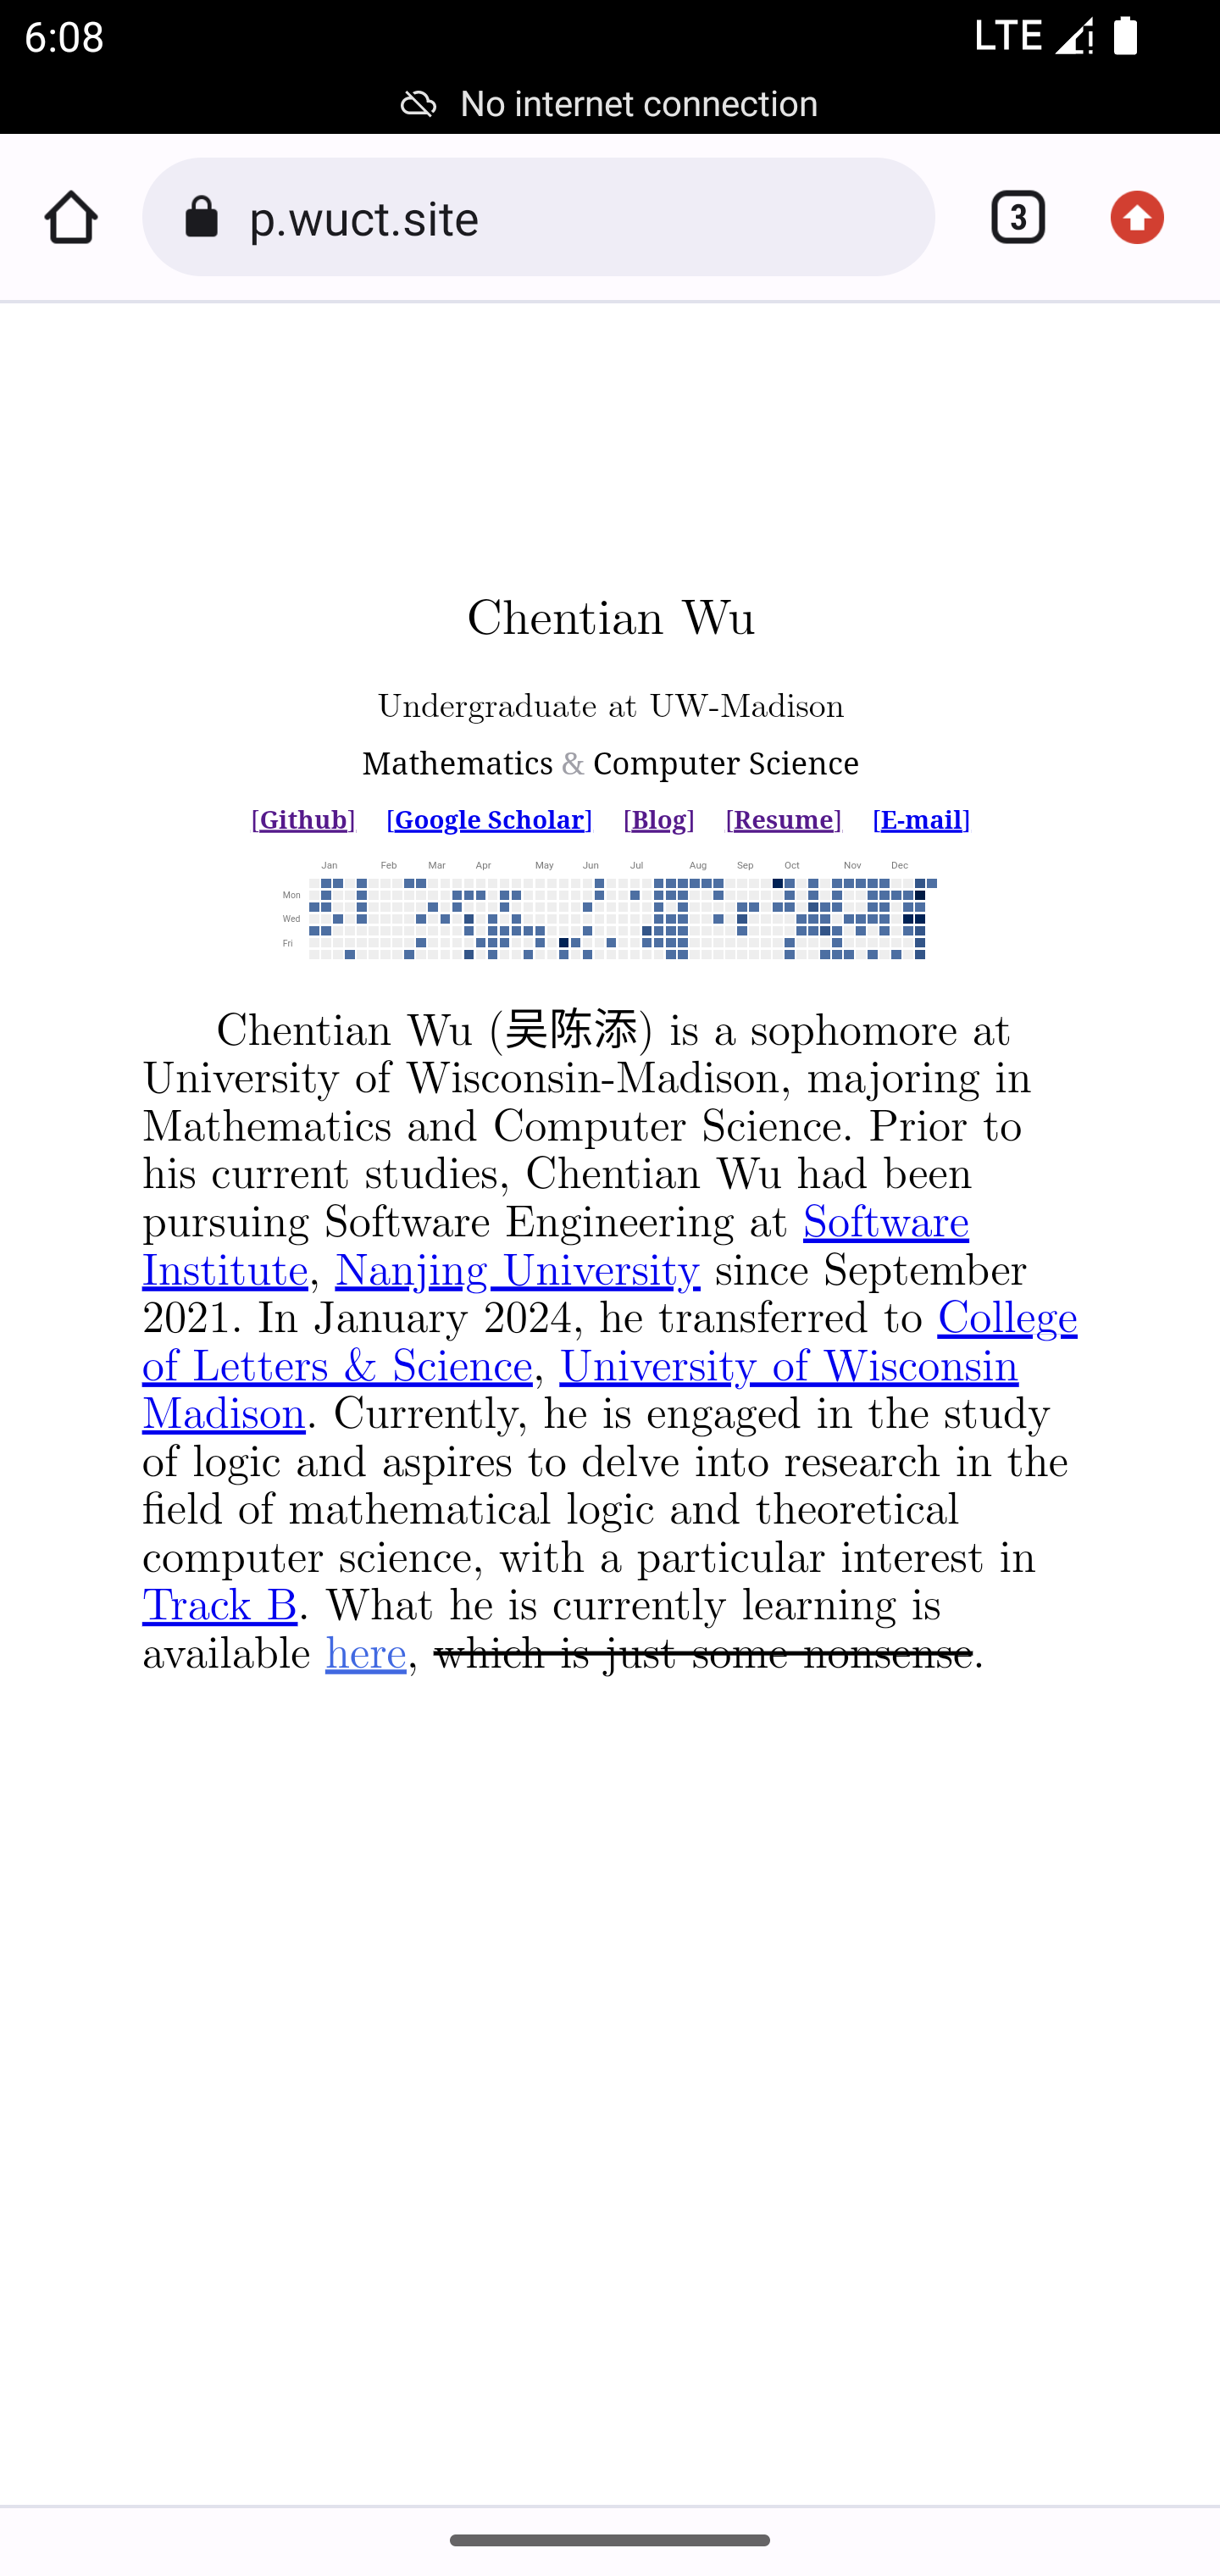 6:08
LTE
No internet connection
p.wuct.site
3
Chentian Wu
Undergraduate at UW-Madison
Mathematics & Computer Science
[Github] [Google Scholar] [Blog] [Resume] [E-mail]
Jan Feb Mar Apr May Jun Jul Aug Sep Oct Nov Dec
Mon
Wed
Fri
Chentian Wu (吴陈添) is a sophomore at
University of Wisconsin-Madison, majoring in
Mathematics and Computer Science. Prior to
his current studies, Chentian Wu had been
pursuing Software Engineering at Software
Institute, Nanjing University since September
2021. In January 2024, he transferred to College
of Letters & Science, University of Wisconsin
Madison. Currently, he is engaged in the study
of logic and aspires to delve into research in the
field of mathematical logic and theoretical
computer science, with a particular interest in
Track B. What he is currently learning is
available here, which is just some nonsense.